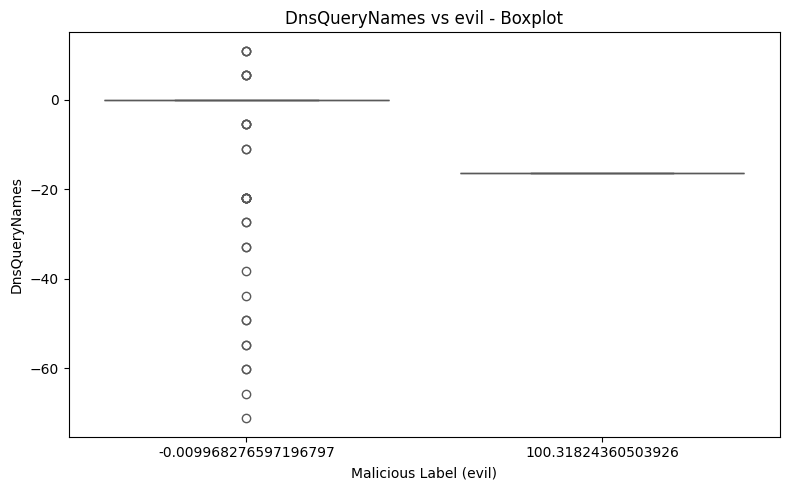 DnsQueryNames vs evil - Boxplot
DnsQueryNames
0
−20
−40
−60
-0.009968276597196797
100.31824360503926
Malicious Label (evil)